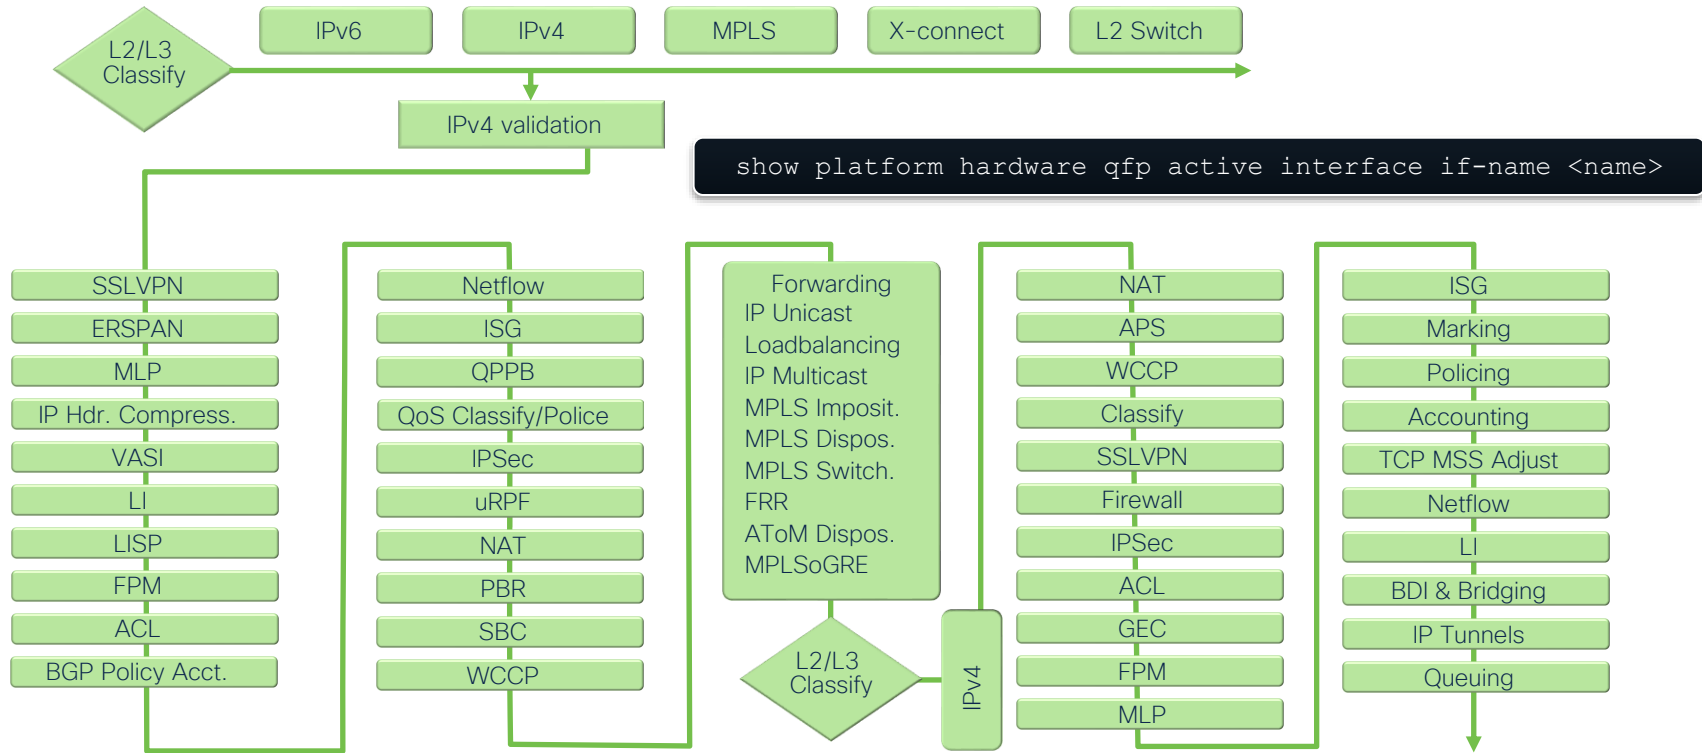 L2/L3
Classify
IPv6
IPv4
MPLS
X-connect
L2 Switch
IPv4 validation
show platform hardware qfp active interface if-name <name>
SSLVPN
ERSPAN
MLP
IP Hdr. Compress.
VASI
LI
LISP
FPM
ACL
BGP Policy Acct.
Netflow
ISG
QPPB
QoS Classify/Police
IPSec
uRPF
NAT
PBR
SBC
WCCP
Forwarding
IP Unicast
Loadbalancing
IP Multicast
MPLS Imposit.
MPLS Dispos.
MPLS Switch.
FRR
AToM Dispos.
MPLSoGRE
L2/L3
Classify
IPv4
NAT
APS
WCCP
Classify
SSLVPN
Firewall
IPSec
ACL
GEC
FPM
MLP
ISG
Marking
Policing
Accounting
TCP MSS Adjust
Netflow
LI
BDI & Bridging
IP Tunnels
Queuing